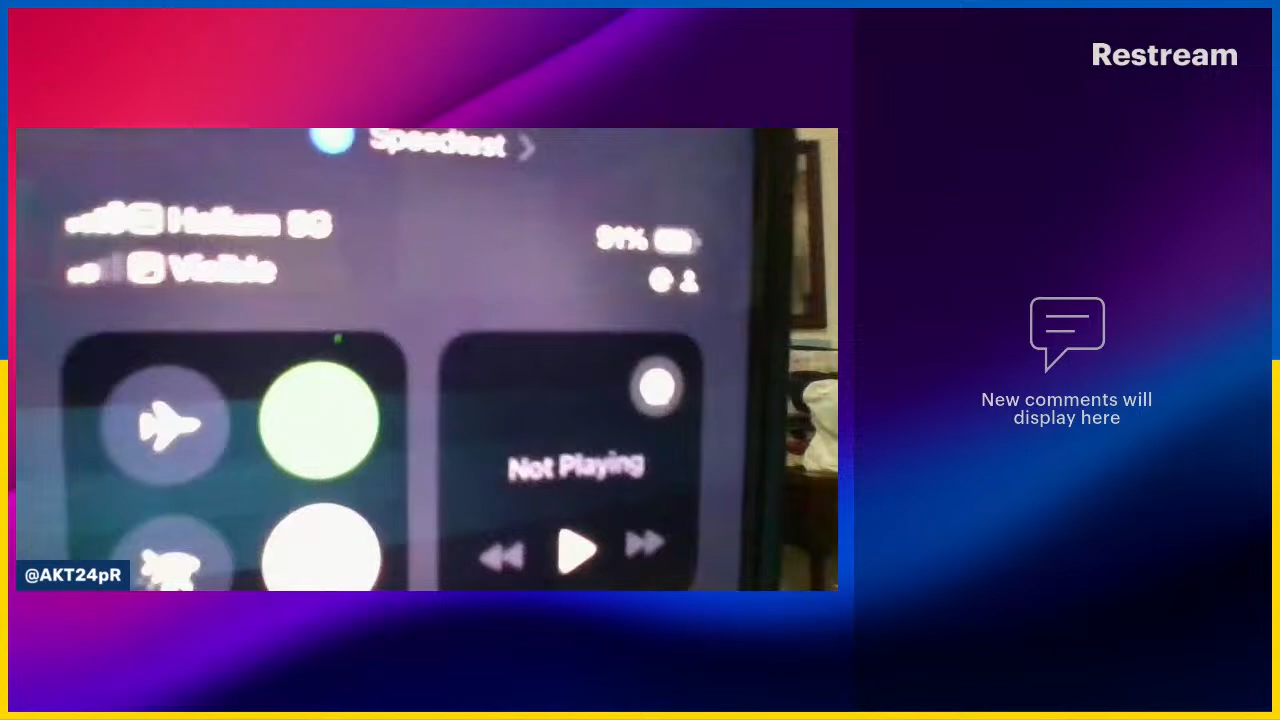 Restream
Speedtest
Helium 5G
91%
Visible
Not Playing
New comments will
display here
@AKT24pR